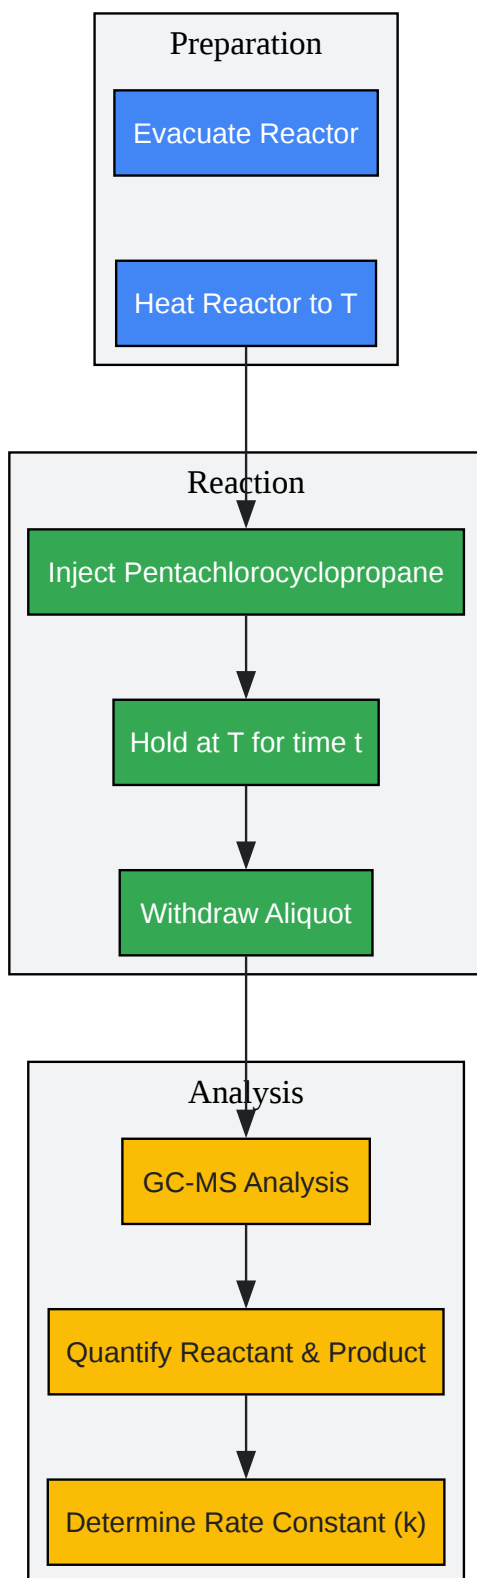 Preparation
Evacuate Reactor
Heat Reactor to T
Reaction
Inject Pentachlorocyclopropane
Hold at T for time t
Withdraw Aliquot
Analysis
GC-MS Analysis
Quantify Reactant & Product
Determine Rate Constant (k)